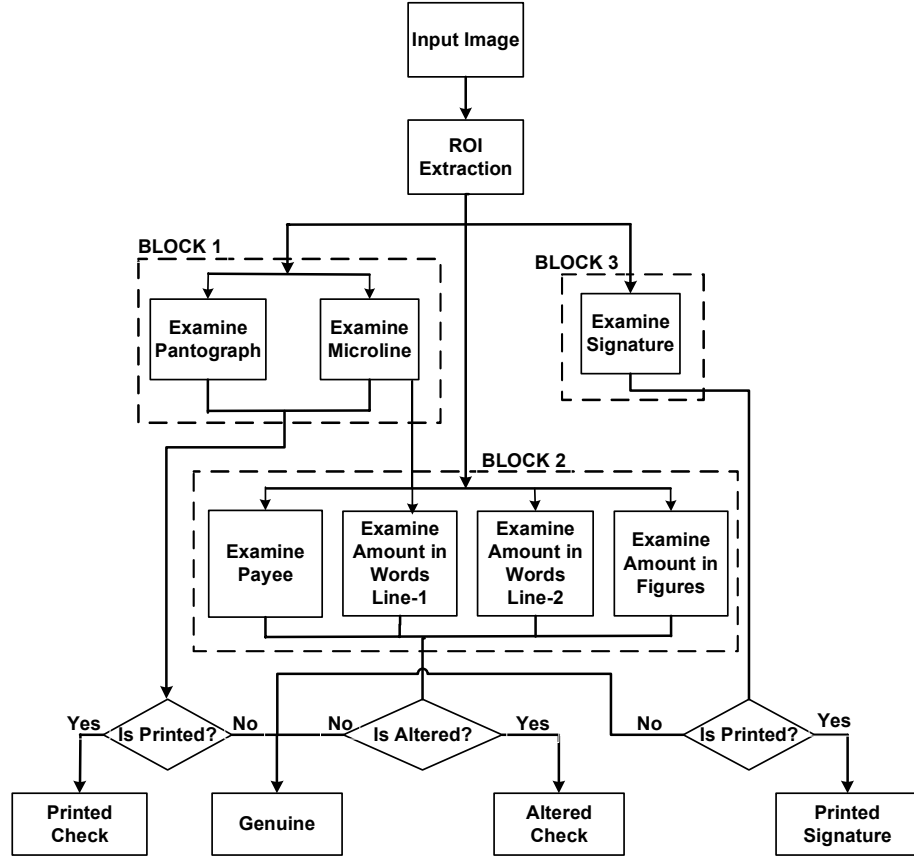 Input Image
ROI
Extraction
BLOCK 1
BLOCK 3
Examine
Pantograph
Examine
Microline
Examine
Signature
BLOCK 2
Examine
Payee
Examine
Amount in
Words
Line-1
Examine
Amount in
Words
Line-2
Examine
Amount in
Figures
Yes
Is Printed?
No
No
Is Altered?
Yes
No
Is Printed?
Yes
Printed
Check
Genuine
Altered
Check
Printed
Signature